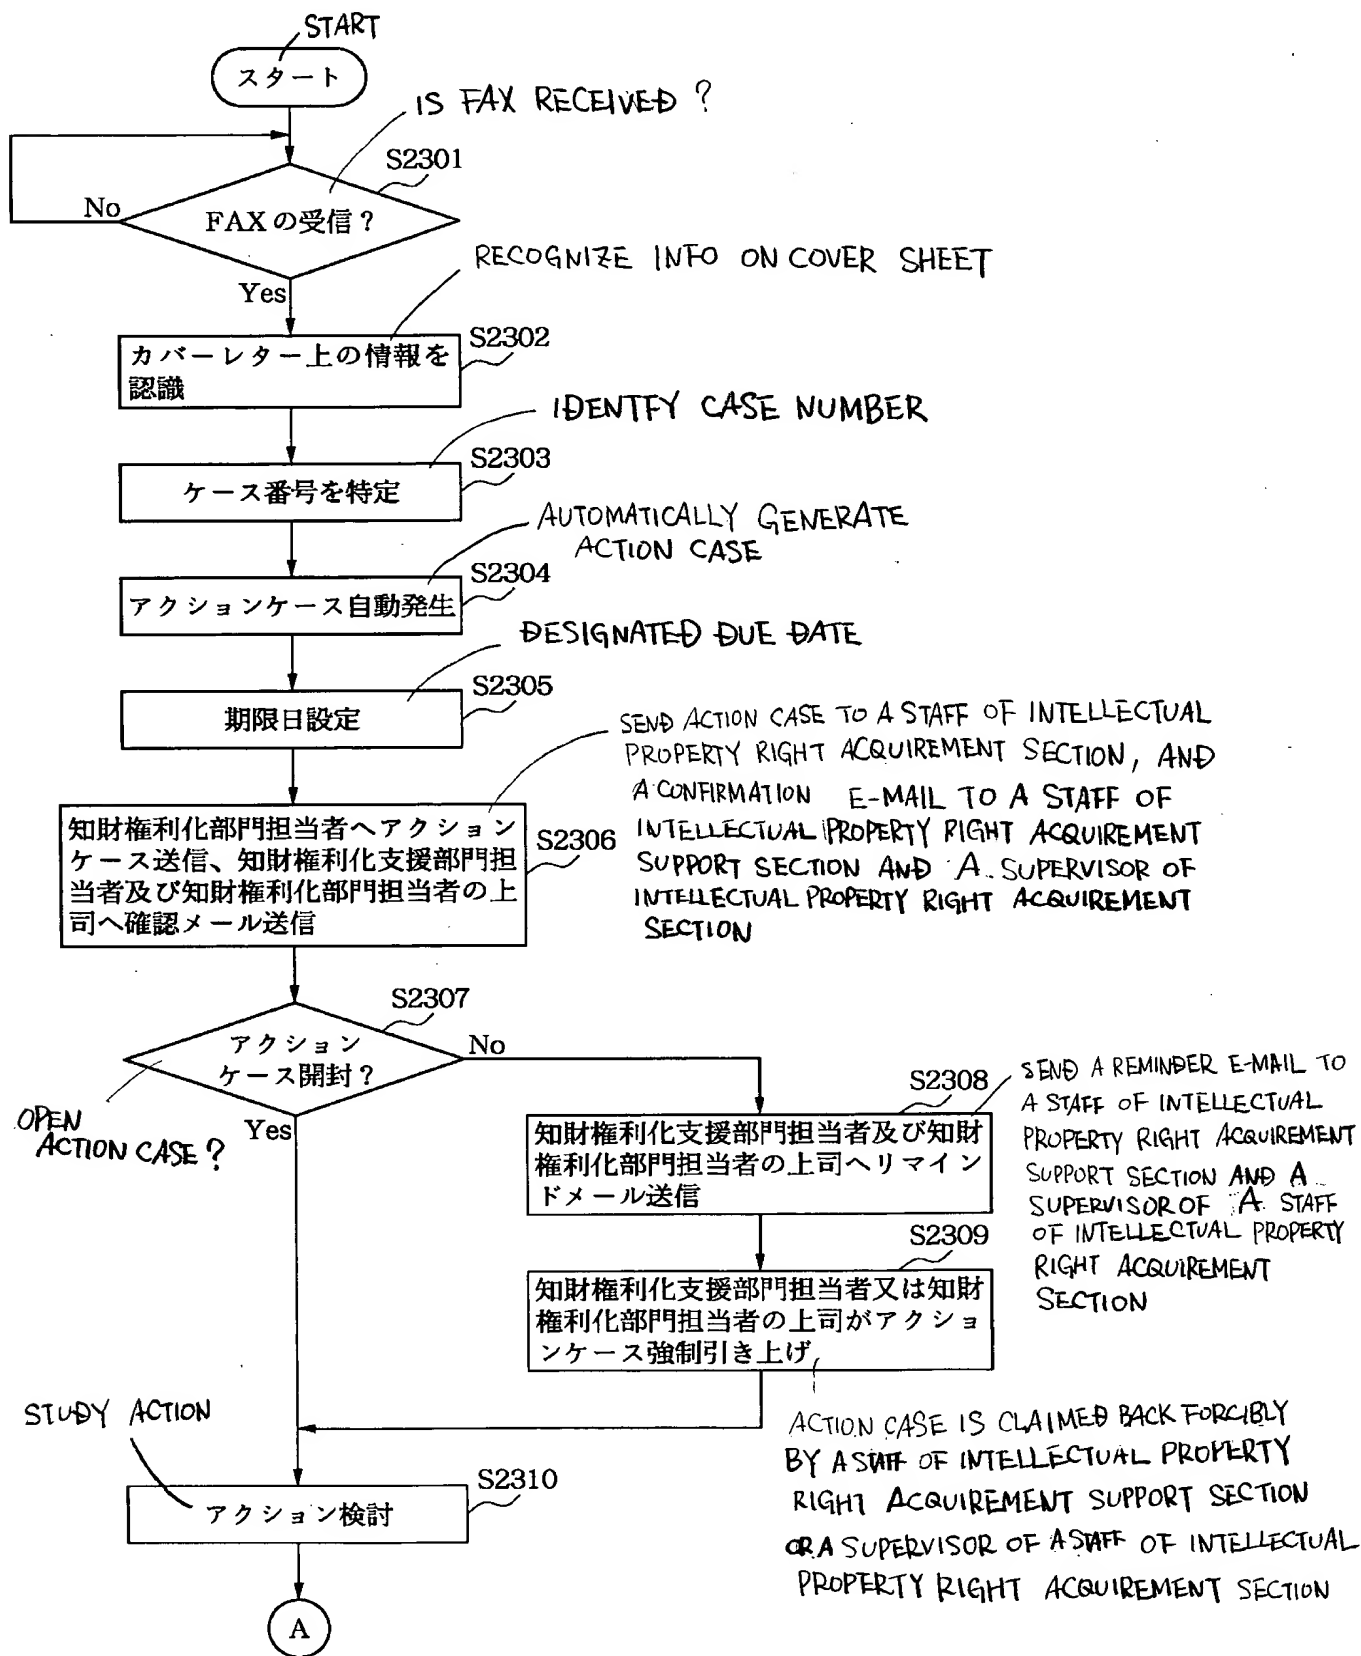 START
スタート
IS FAX RECEIVED ?
S2301
No
FAXの受信?
RECOGNIZE INFO ON COVER SHEET
Yes
S2302
カバーレター上の情報を
認識
IDENTFY CASE NUMBER
S2303
ケース番号を特定
AUTOMATICALLY GENERATE
ACTION CASE
S2304
アクションケース自動発生
DESIGNATED DUE DATE
S2305
期限日設定
SEND ACTION CASE TO A STAFF OF INTELLECTUAL
PROPERTY RIGHT ACQUIREMENT SECTION, AND
A CONFIRMATION E-MAIL TO A STAFF OF
INTELLECTUAL PROPERTY RIGHT ACQUIREMENT
SUPPORT SECTION AND A SUPERVISOR OF
INTELLECTUAL PROPERTY RIGHT ACQUIREMENT
SECTION
S2306
知財権利化部門担当者へアクション
ケース送信、知財権利化支援部門担
当者及び知財権利化部門担当者の上
司へ確認メール送信
S2307
アクション
ケース開封?
No
Yes
OPEN
ACTION CASE ?
S2308
知財権利化支援部門担当者及び知財
権利化部門担当者の上司へリマイン
ドメール送信
SEND A REMINDER E-MAIL TO
A STAFF OF INTELLECTUAL
PROPERTY RIGHT ACQUIREMENT
SUPPORT SECTION AND A
SUPERVISOR OF A STAFF
OF INTELLECTUAL PROPERTY
RIGHT ACQUIREMENT
SECTION
S2309
知財権利化支援部門担当者又は知財
権利化部門担当者の上司がアクショ
ンケース強制引き上げ
ACTION CASE IS CLAIMED BACK FORCIBLY
BY A STAFF OF INTELLECTUAL PROPERTY
RIGHT ACQUIREMENT SUPPORT SECTION
OR A SUPERVISOR OF A STAFF OF INTELLECTUAL
PROPERTY RIGHT ACQUIREMENT SECTION
STUDY ACTION
S2310
アクション検討
A